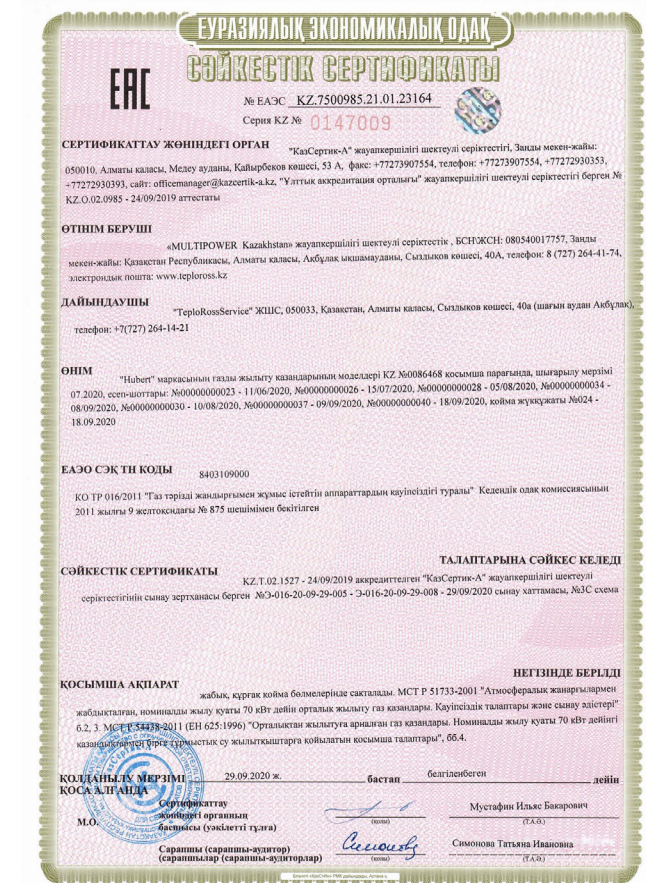 ЕУРАЗИЯЛЫҚ ЭКОНОМИКАЛЫҚ ОДАҚ
СӘЙКЕСТІК СЕРТИФИКАТЫ
ЕАС
№ ЕАЭС KZ.7500985.21.01.23164
Серия KZ № 0147009
СЕРТИФИКАТТАУ ЖӨНІНДЕГІ ОРГАН "КазСертик-А" жауапкершілігі шектеулі серіктестігі, Заңды мекен-жайы:
050010, Алматы қаласы, Медеу ауданы, Қайырбеков көшесі, 53 А, факс: +77273907554, телефон: +77273907554, +77272930353,
+77272930393, сайт: officemanager@kazcertik-a.kz, "Ұлттық аккредитация орталығы" жауапкершілігі шектеулі серіктестігі берген №
KZ.O.02.0985 - 24/09/2019 аттестаты
ӨТІНІМ БЕРУШІ
«MULTIPOWER Kazakhstan» жауапкершілігі шектеулі серіктестік , БСН\ЖСН: 080540017757, Заңды
мекен-жайы: Қазақстан Республикасы, Алматы қаласы, Ақбұлақ ықшамауданы, Сыздыков көшесі, 40А, телефон: 8 (727) 264-41-74,
электрондық пошта: www.teploross.kz
ДАЙЫНДАУШЫ "TeploRossService" ЖШС, 050033, Қазақстан, Алматы қаласы, Сыздыков көшесі, 40а (шағын аудан Ақбұлақ),
телефон: +7(727) 264-14-21
ӨНІМ "Hubert" маркасының газды жылыту қазандарының моделдері KZ №0086468 қосымша парағында, шығарылу мерзімі
07.2020, есеп-шоттары: №00000000023 - 11/06/2020, №00000000026 - 15/07/2020, №00000000028 - 05/08/2020, №00000000034 -
08/09/2020, №00000000030 - 10/08/2020, №00000000037 - 09/09/2020, №00000000040 - 18/09/2020, қойма жүкқұжаты №024 -
18.09.2020
ЕАЭО СЭҚ ТН КОДЫ 8403109000
КО ТР 016/2011 "Газ тәрізді жандырғымен жұмыс істейтін аппараттардың қауіпсіздігі туралы" Кедендік одақ комиссиясының
2011 жылғы 9 желтоқсндағы № 875 шешімімен бекітілген
ТАЛАПТАРЫНА СӘЙКЕС КЕЛЕДІ
СӘЙКЕСТІК СЕРТИФИКАТЫ KZ.T.02.1527 - 24/09/2019 аккредиттелген "КазСертик-А" жауапкершілігі шектеулі
серіктестігінің сынау зертханасы берген №Э-016-20-09-29-005 - Э-016-20-09-29-008 - 29/09/2020 сынау хаттамасы, №3С схема
НЕГІЗІНДЕ БЕРІЛДІ
ҚОСЫМША АҚПАРАТ жабық, құрғақ қойма бөлмелерінде сақталады. МСТ Р 51733-2001 "Атмосфералық жанарғылармен
жабдықталған, номиналды жылу қуаты 70 кВт дейін орталық жылыту газ қазандары. Қауіпсіздік талаптары және сынау әдістері"
6.2, 3. МСТ Р 54438-2011 (ЕН 625:1996) "Орталықтан жылытуға арналған газ қазандары. Номиналды жылу қуаты 70 кВт дейінгі
қазандықтармен бірге тұрмыстық су жылытқыштарға қойылатын қосымша талаптары", бб.4.
ҚОЛДАНЫЛУ МЕРЗІМІ 29.09.2020 ж. бастап белгіленбеген дейін
ҚОСА АЛҒАНДА
Сертификаттау
М.О. жөніндегі органның
басшысы (уәкілетті тұлға) (қолы) Мустафин Ильяс Бакарович (Т.А.Ә.)
Сарапшы (сарапшы-аудитор)
(сарапшылар (сарапшы-аудиторлар) (қолы) Симонова Татьяна Ивановна (Т.А.Ә.)